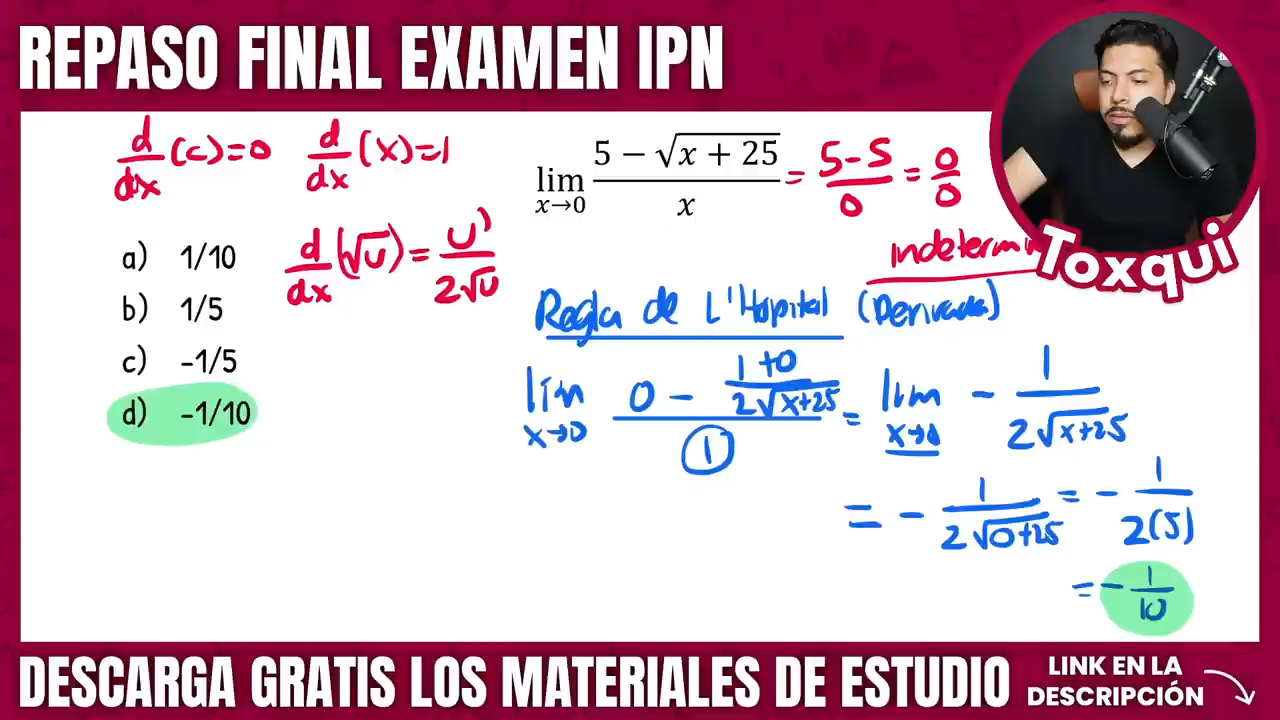 REPASO FINAL EXAMEN IPN
d/dx (c)=0 d/dx (x)=1
d/dx (√u) = u'/2√u
a) 1/10
b) 1/5
c) -1/5
d) -1/10
lim x→0 (5 − √x + 25)/x = (5-5)/0 = 0/0
Toxqui
Regla de L'Hopital (Derivada)
lim x→0 (0 − (1+0)/(2√x+25))/1 = lim x→0 − 1/(2√x+25)
= − 1/(2√0+25) = − 1/2(5)
= − 1/10
DESCARGA GRATIS LOS MATERIALES DE ESTUDIO
LINK EN LA
DESCRIPCIÓN